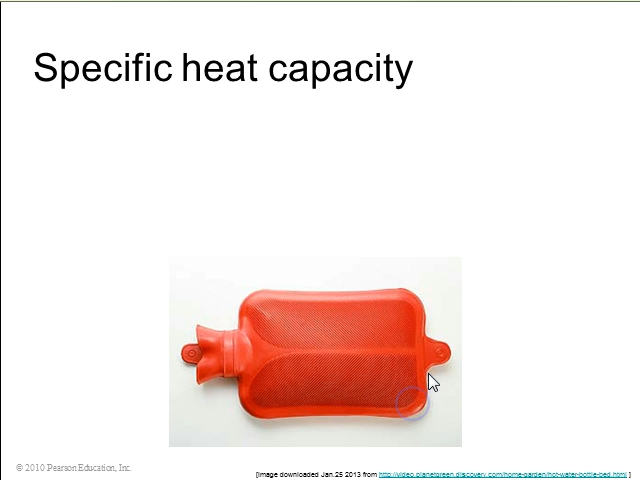 Specific heat capacity
© 2010 Pearson Education, Inc.
[Image downloaded Jan.25 2013 from http://video.planetgreen.discovery.com/home-garden/hot-water-bottle-bed.html ]